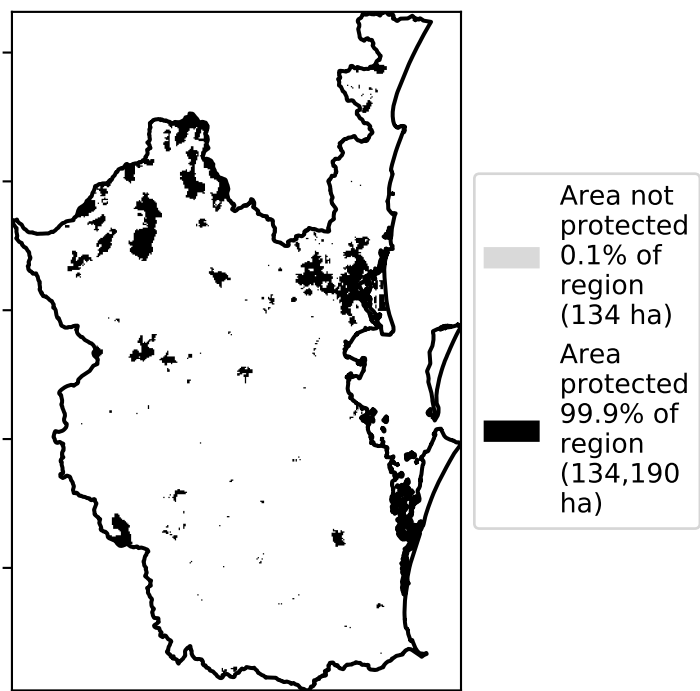 Area not
protected
0.1% of
region
(134 ha)
Area
protected
99.9% of
region
(134,190
ha)